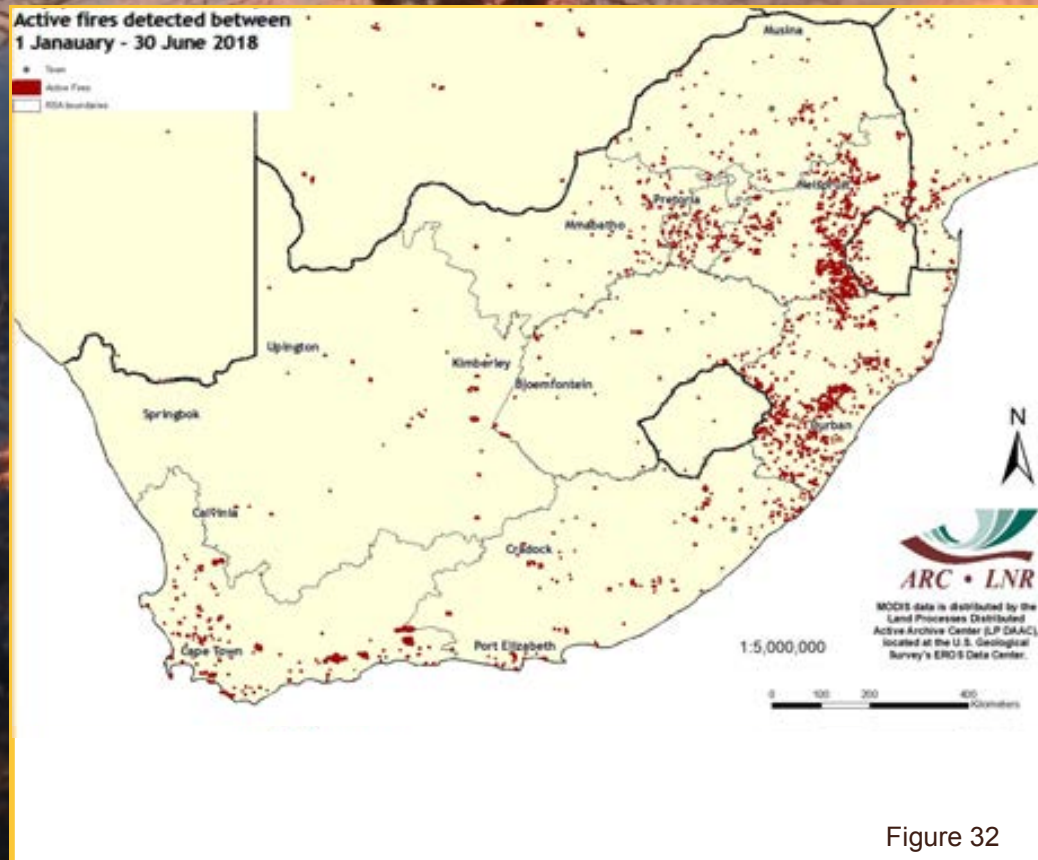 Active fires detected between
1 Janauary - 30 June 2018
Town
Active Fires
RSA boundaries
Musina
Nelspruit
Pretoria
Mmabatho
Upington
Kimberley
Bloemfontein
Springbok
Durban
N
Calvinia
Cradock
ARC • LNR
MODIS data is distributed by the
Land Processes Distributed
Active Archive Center (LP DAAC),
located at the U.S. Geological
Survey's EROS Data Center.
Cape Town
Port Elizabeth
1:5,000,000
0 100 200 400
Kilometers
Figure 32